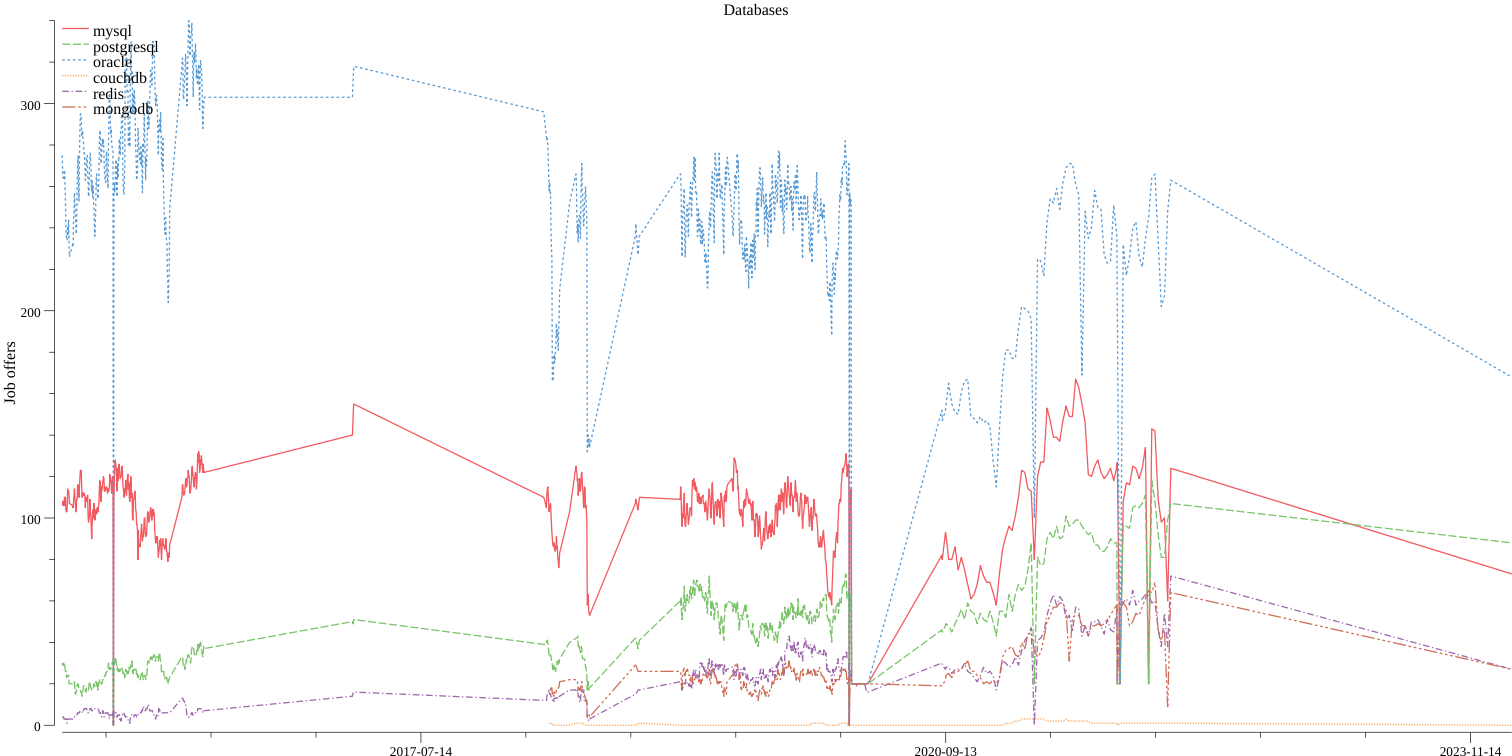 Databases
mysql
postgresql
oracle
couchdb
redis
mongodb
300
200
100
0
Job offers
2017-07-14
2020-09-13
2023-11-14